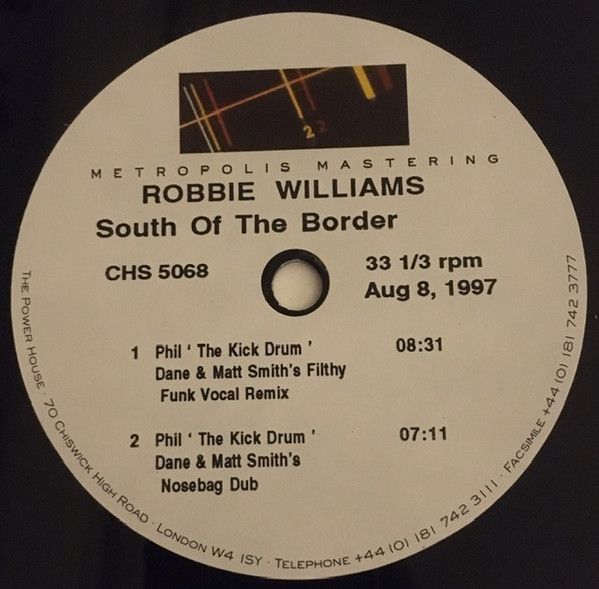 22
METROPOLIS MASTERING
ROBBIE WILLIAMS
South Of The Border
CHS 5068
33 1/3 rpm
Aug 8, 1997
1 Phil ' The Kick Drum ' 08:31
Dane & Matt Smith's Filthy
Funk Vocal Remix
2 Phil ' The Kick Drum ' 07:11
Dane & Matt Smith's
Nosebag Dub
THE POWER HOUSE · 70 CHISWICK HIGH ROAD · LONDON W4 1SY · TELEPHONE +44 (0) 181 742 3111 · FACSIMILE +44 (0) 181 742 3777